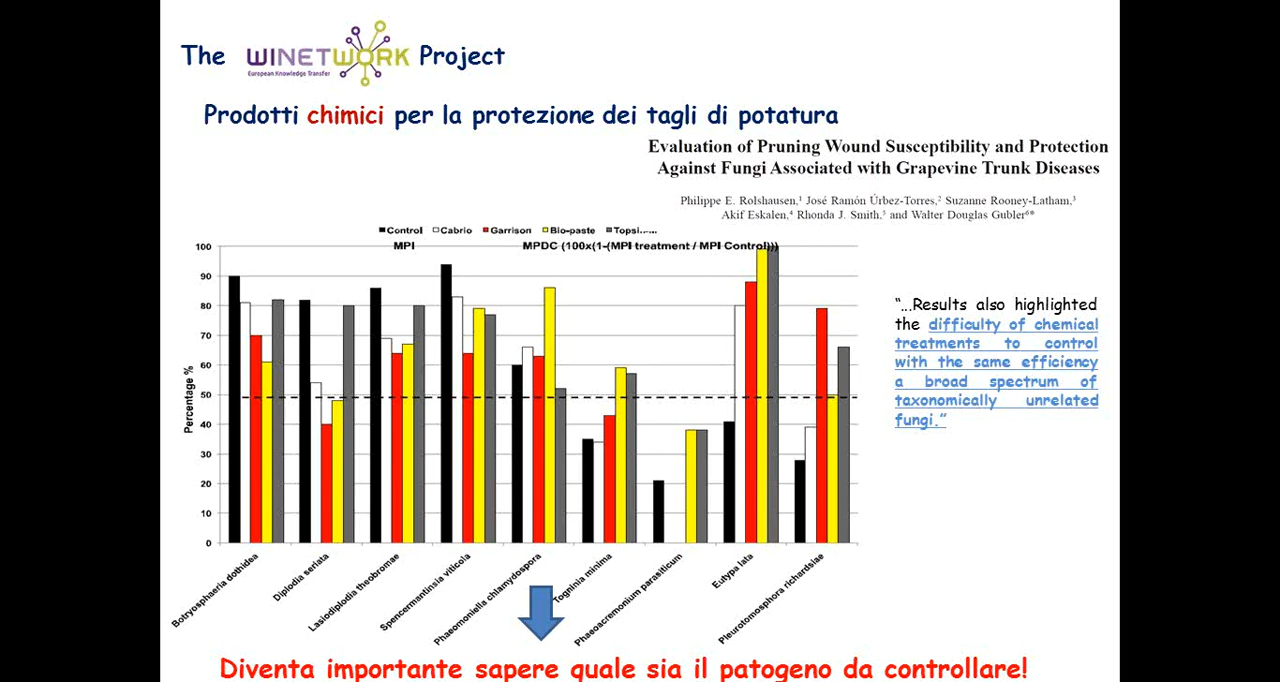 The WINETWORK Project
European Knowledge Transfer
Prodotti chimici per la protezione dei tagli di potatura
Evaluation of Pruning Wound Susceptibility and Protection
Against Fungi Associated with Grapevine Trunk Diseases
Philippe E. Rolshausen,1 José Ramón Úrbez-Torres,2 Suzanne Rooney-Latham,3
Akif Eskalen,4 Rhonda J. Smith,5 and Walter Douglas Gubler6*
Control Cabrio Garrison Bio-paste Topsi......
MPI MPDC (100x(1-(MPI treatment / MPI Control)))
100
90
80
70
60
50
40
30
20
10
0
Percentage %
Botryosphaeria dothidea
Diplodia seriata
Lasiodiplodia theobromae
Spencermantinsia viticola
Phaeomoniella chlamydospora
Togninia minima
Phaeoacremonium parasiticum
Eutypa lata
Pleurotomosphora richardsiae
“...Results also highlighted
the difficulty of chemical
treatments to control
with the same efficiency
a broad spectrum of
taxonomically unrelated
fungi.”
Diventa importante sapere quale sia il patogeno da controllare!